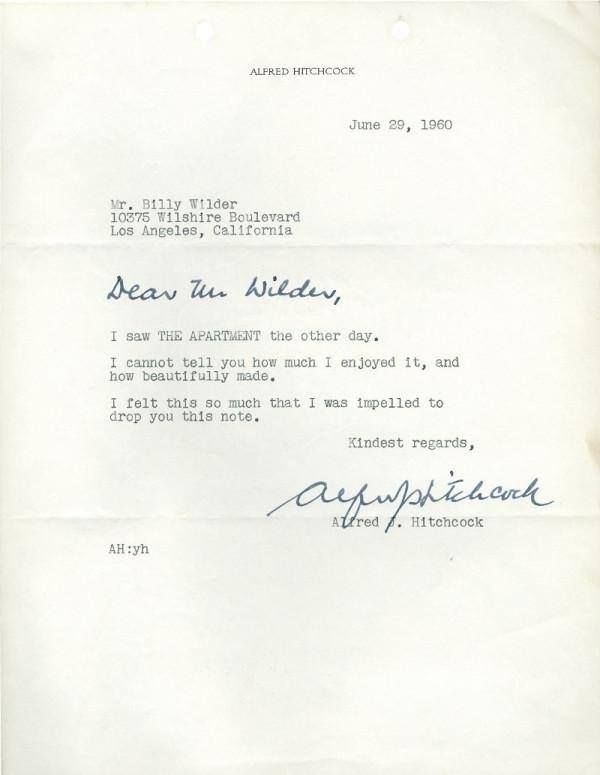 ALFRED HITCHCOCK
June 29, 1960
Mr. Billy Wilder
10375 Wilshire Boulevard
Los Angeles, California
Dear Mr Wilder,
I saw THE APARTMENT the other day.
I cannot tell you how much I enjoyed it, and
how beautifully made.
I felt this so much that I was impelled to
drop you this note.
Kindest regards,
Alfred J. Hitchcock
Alfred J. Hitchcock
AH:yh